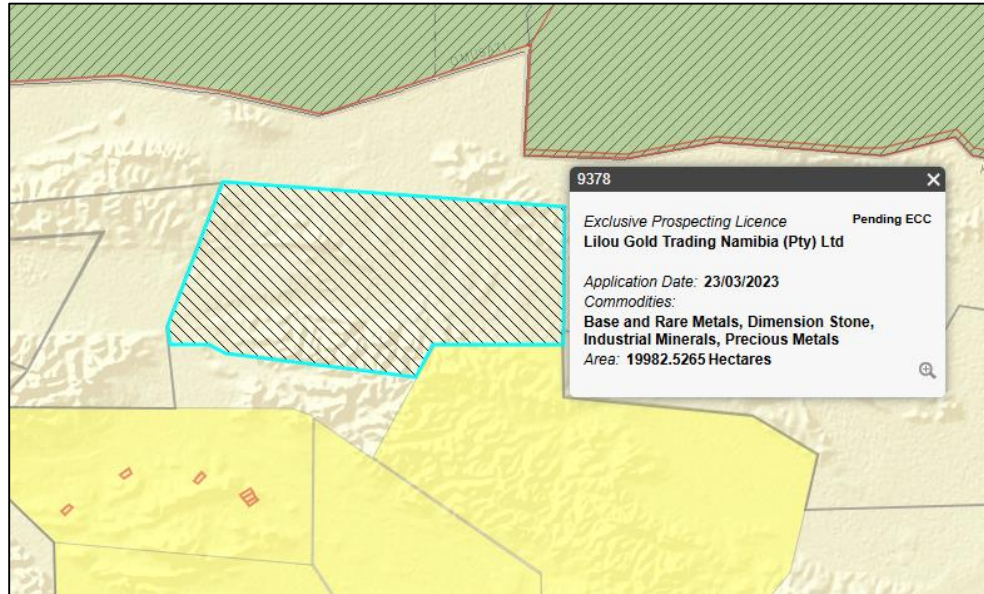 OMUSATI
9378
Exclusive Prospecting Licence Pending ECC
Lilou Gold Trading Namibia (Pty) Ltd
Application Date: 23/03/2023
Commodities:
Base and Rare Metals, Dimension Stone,
Industrial Minerals, Precious Metals
Area: 19982.5265 Hectares